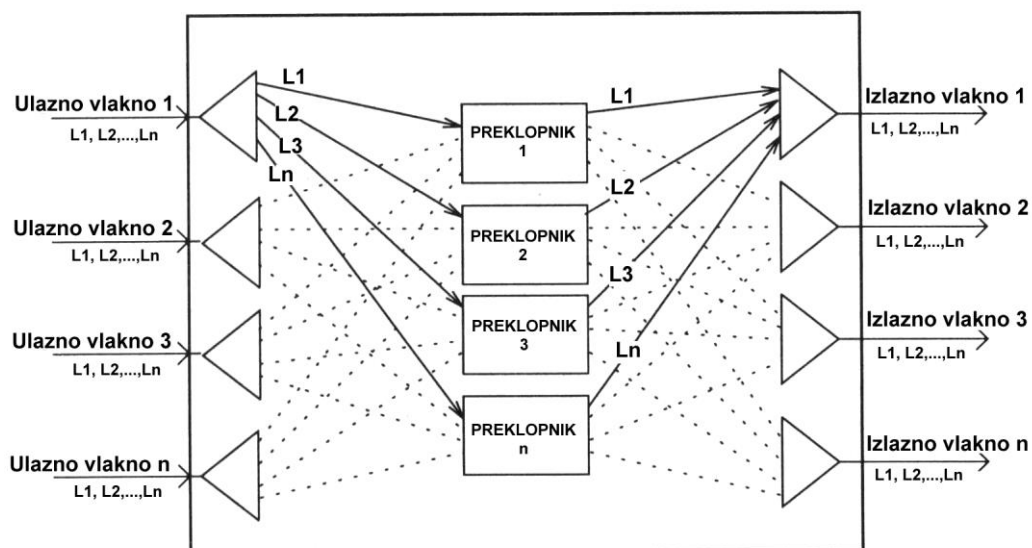 Ulazno vlakno 1
L1, L2,...,Ln
Ulazno vlakno 2
L1, L2,...,Ln
Ulazno vlakno 3
L1, L2,...,Ln
Ulazno vlakno n
L1, L2,...,Ln
L1
L2
L3
Ln
PREKLOPNIK
1
PREKLOPNIK
2
PREKLOPNIK
3
PREKLOPNIK
n
L1
L2
L3
Ln
Izlazno vlakno 1
L1, L2,...,Ln
Izlazno vlakno 2
L1, L2,...,Ln
Izlazno vlakno 3
L1, L2,...,Ln
Izlazno vlakno n
L1, L2,...,Ln